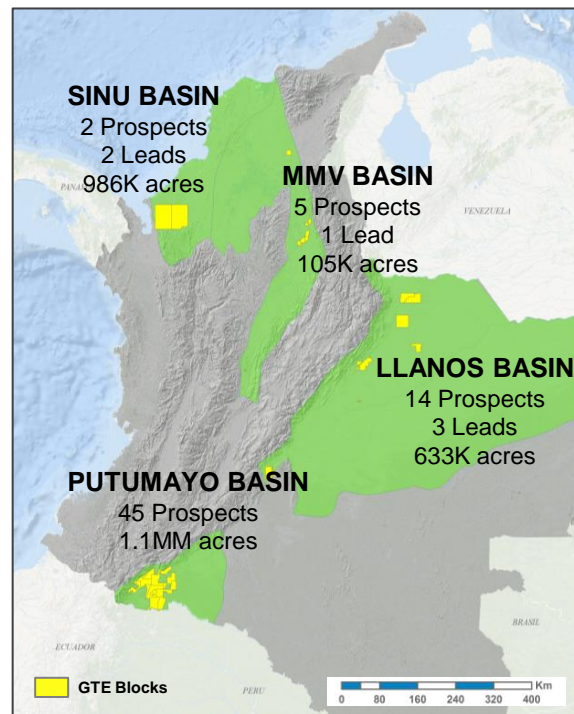 SINU BASIN
2 Prospects
2 Leads
986K acres
MMV BASIN
5 Prospects
1 Lead
105K acres
PANAM
VENEZUELA
LLANOS BASIN
14 Prospects
3 Leads
633K acres
PUTUMAYO BASIN
45 Prospects
1.1MM acres
BRASIL
ECUADOR
PERU
GTE Blocks
Km
0 80 160 240 320 400